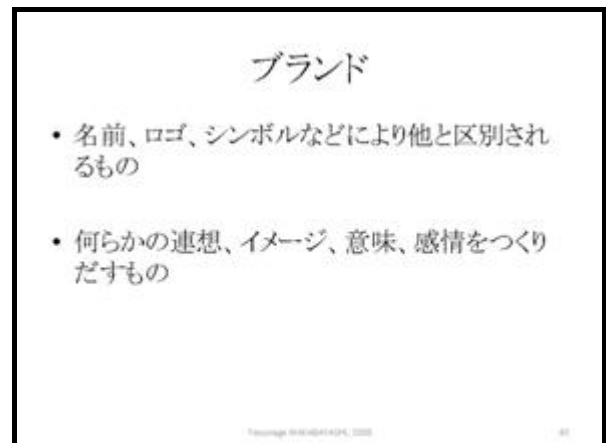 ブランド
• 名前、ロゴ、シンボルなどにより他と区別され
るもの
• 何らかの連想、イメージ、意味、感情をつくり
だすもの